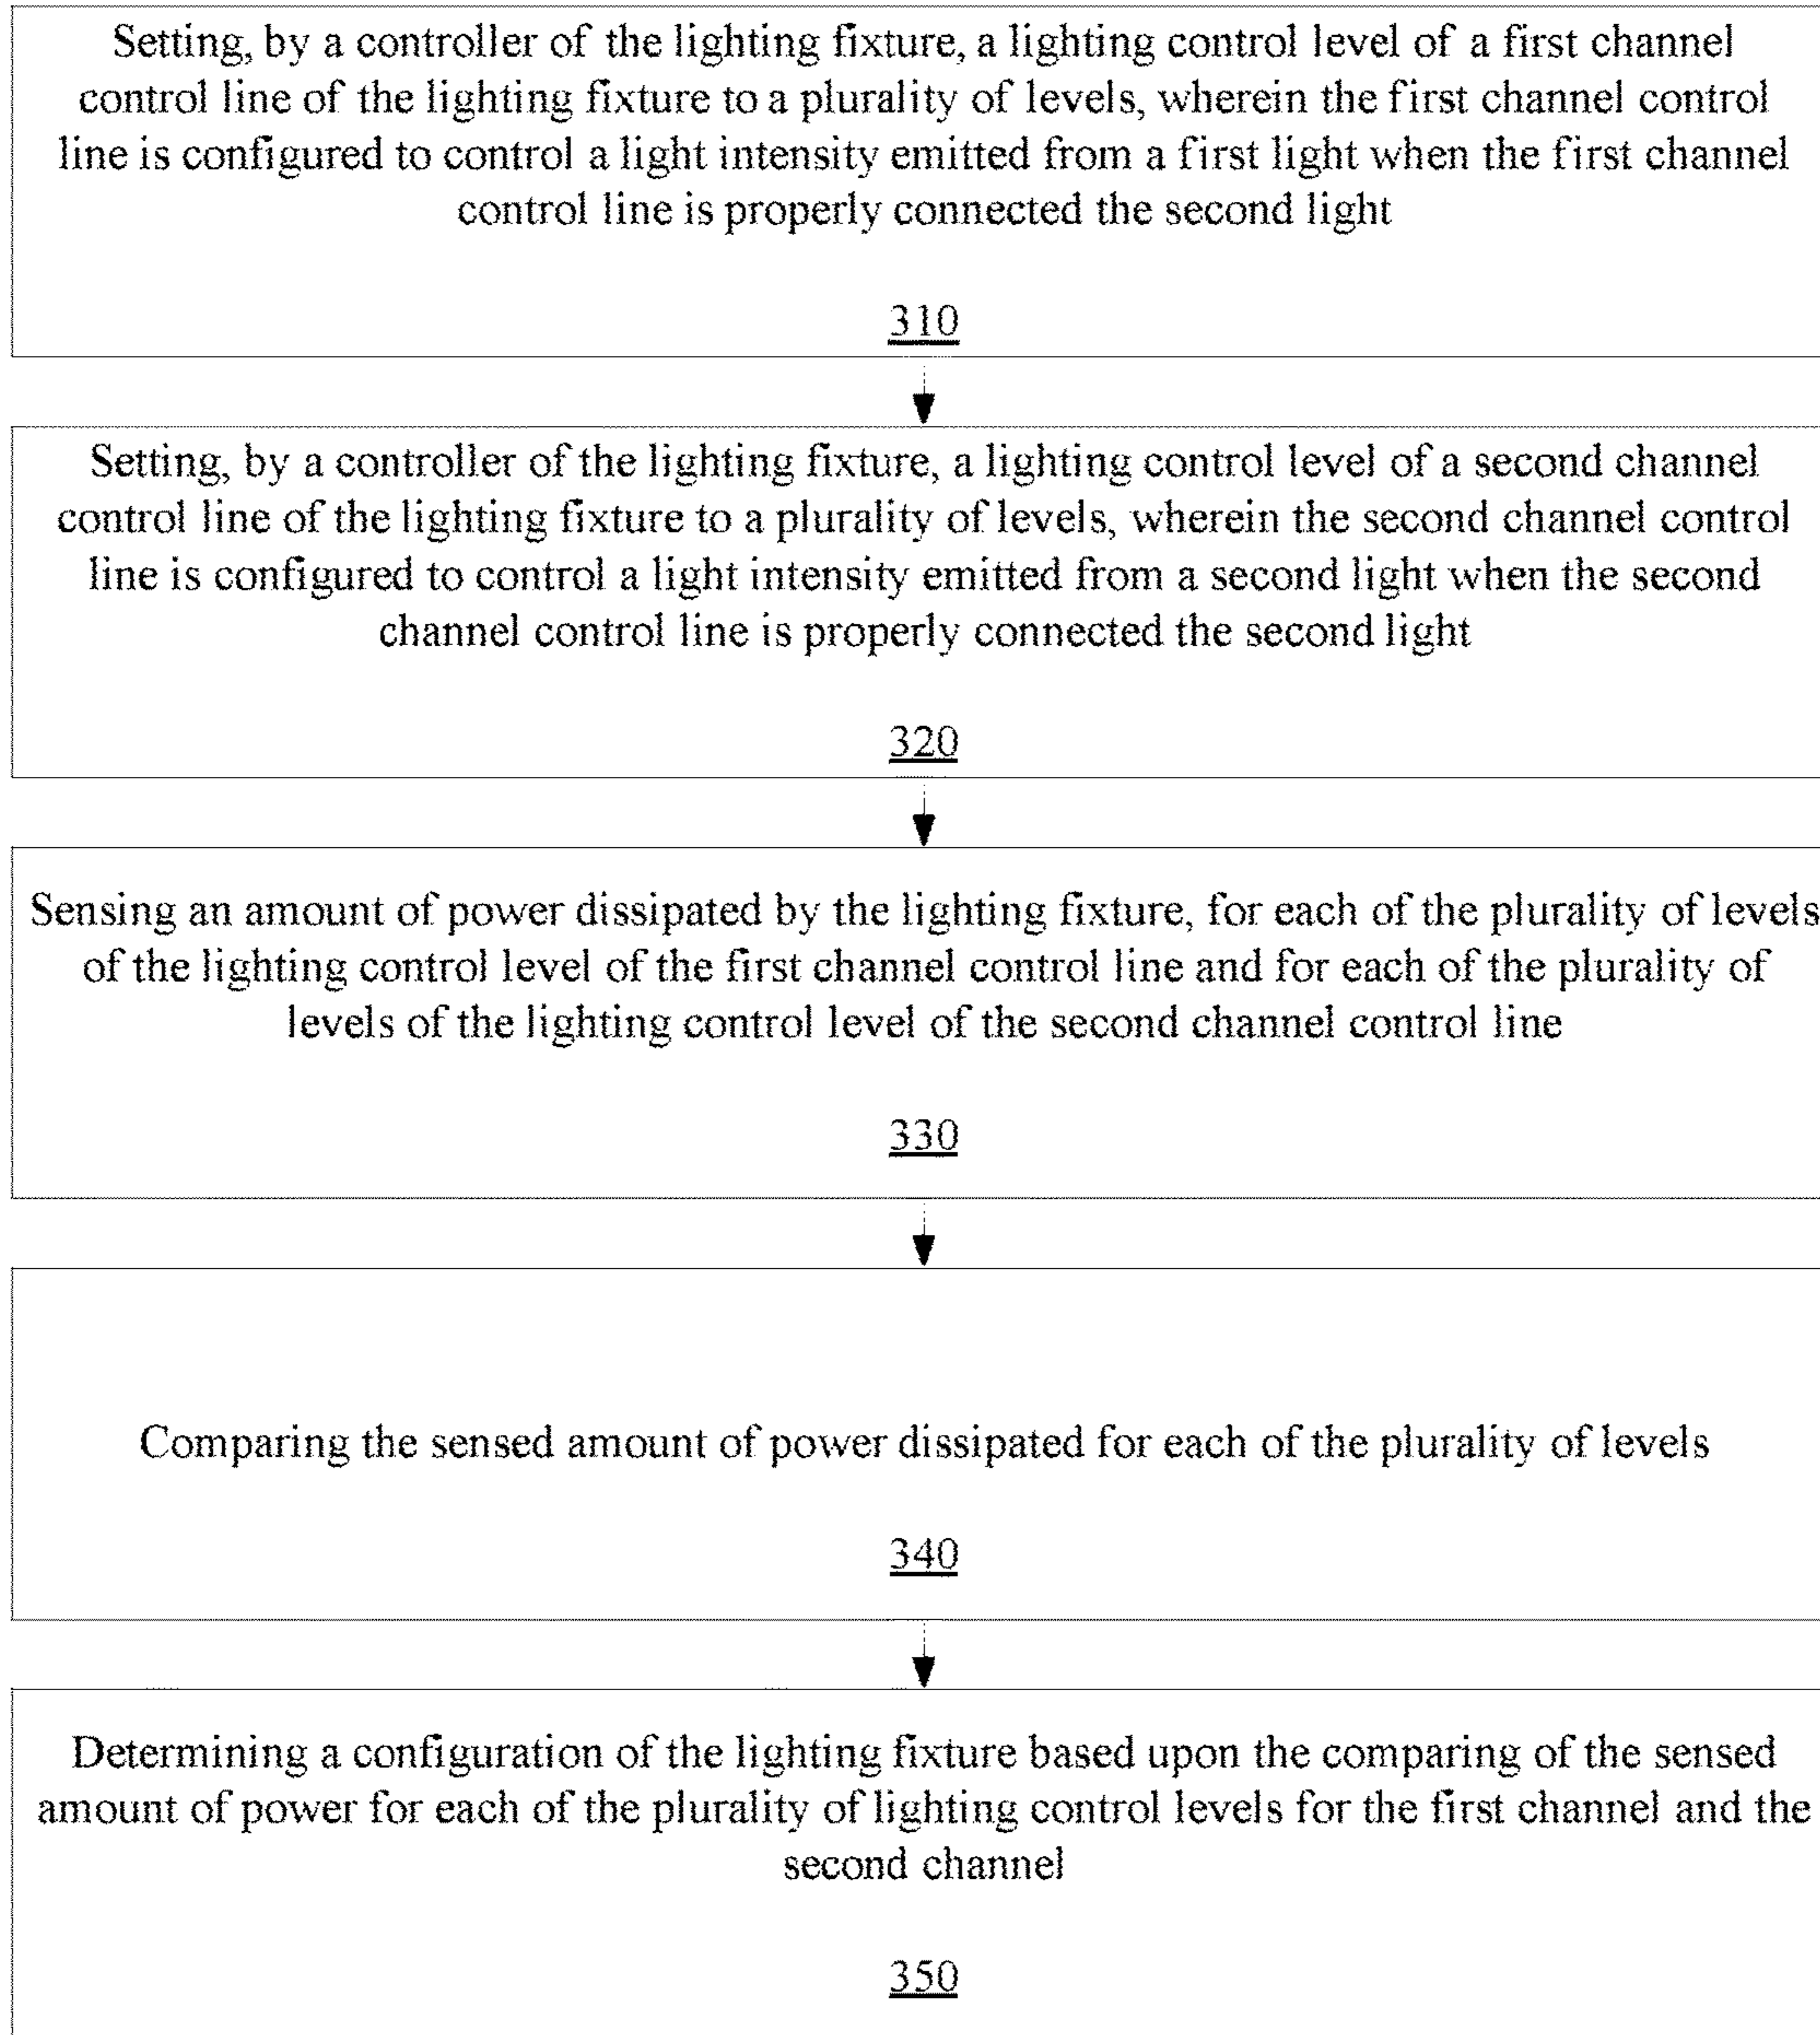 Setting, by a controller of the lighting fixture, a lighting control level of a first channel
control line of the lighting fixture to a plurality of levels, wherein the first channel control
line is configured to control a light intensity emitted from a first light when the first channel
control line is properly connected the second light
310
Setting, by a controller of the lighting fixture, a lighting control level of a second channel
control line of the lighting fixture to a plurality of levels, wherein the second channel control
line is configured to control a light intensity emitted from a second light when the second
channel control line is properly connected the second light
320
Sensing an amount of power dissipated by the lighting fixture, for each of the plurality of levels
of the lighting control level of the first channel control line and for each of the plurality of
levels of the lighting control level of the second channel control line
330
Comparing the sensed amount of power dissipated for each of the plurality of levels
340
Determining a configuration of the lighting fixture based upon the comparing of the sensed
amount of power for each of the plurality of lighting control levels for the first channel and the
second channel
350